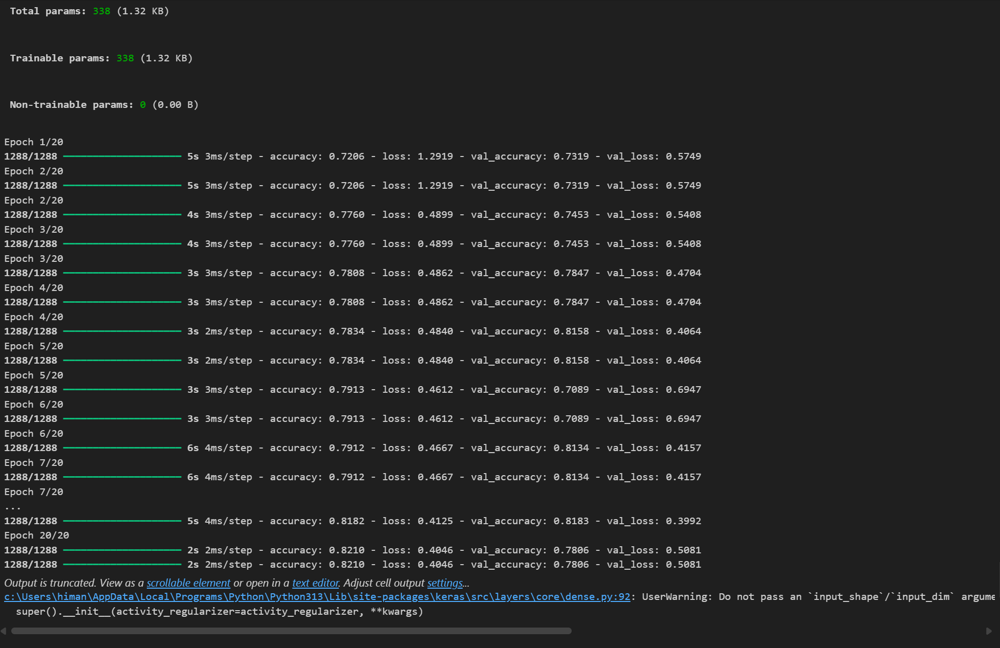 Total params: 338 (1.32 KB)
Trainable params: 338 (1.32 KB)
Non-trainable params: 0 (0.00 B)
Epoch 1/20
1288/1288 ━━━━━━━━━━━━━━━━━━━━ 5s 3ms/step - accuracy: 0.7206 - loss: 1.2919 - val_accuracy: 0.7319 - val_loss: 0.5749
Epoch 2/20
1288/1288 ━━━━━━━━━━━━━━━━━━━━ 5s 3ms/step - accuracy: 0.7206 - loss: 1.2919 - val_accuracy: 0.7319 - val_loss: 0.5749
Epoch 2/20
1288/1288 ━━━━━━━━━━━━━━━━━━━━ 4s 3ms/step - accuracy: 0.7760 - loss: 0.4899 - val_accuracy: 0.7453 - val_loss: 0.5408
Epoch 3/20
1288/1288 ━━━━━━━━━━━━━━━━━━━━ 4s 3ms/step - accuracy: 0.7760 - loss: 0.4899 - val_accuracy: 0.7453 - val_loss: 0.5408
Epoch 3/20
1288/1288 ━━━━━━━━━━━━━━━━━━━━ 3s 3ms/step - accuracy: 0.7808 - loss: 0.4862 - val_accuracy: 0.7847 - val_loss: 0.4704
Epoch 4/20
1288/1288 ━━━━━━━━━━━━━━━━━━━━ 3s 3ms/step - accuracy: 0.7808 - loss: 0.4862 - val_accuracy: 0.7847 - val_loss: 0.4704
Epoch 4/20
1288/1288 ━━━━━━━━━━━━━━━━━━━━ 3s 2ms/step - accuracy: 0.7834 - loss: 0.4840 - val_accuracy: 0.8158 - val_loss: 0.4064
Epoch 5/20
1288/1288 ━━━━━━━━━━━━━━━━━━━━ 3s 2ms/step - accuracy: 0.7834 - loss: 0.4840 - val_accuracy: 0.8158 - val_loss: 0.4064
Epoch 5/20
1288/1288 ━━━━━━━━━━━━━━━━━━━━ 3s 3ms/step - accuracy: 0.7913 - loss: 0.4612 - val_accuracy: 0.7089 - val_loss: 0.6947
Epoch 6/20
1288/1288 ━━━━━━━━━━━━━━━━━━━━ 3s 3ms/step - accuracy: 0.7913 - loss: 0.4612 - val_accuracy: 0.7089 - val_loss: 0.6947
Epoch 6/20
1288/1288 ━━━━━━━━━━━━━━━━━━━━ 6s 4ms/step - accuracy: 0.7912 - loss: 0.4667 - val_accuracy: 0.8134 - val_loss: 0.4157
Epoch 7/20
1288/1288 ━━━━━━━━━━━━━━━━━━━━ 6s 4ms/step - accuracy: 0.7912 - loss: 0.4667 - val_accuracy: 0.8134 - val_loss: 0.4157
Epoch 7/20
...
1288/1288 ━━━━━━━━━━━━━━━━━━━━ 5s 4ms/step - accuracy: 0.8182 - loss: 0.4125 - val_accuracy: 0.8183 - val_loss: 0.3992
Epoch 20/20
1288/1288 ━━━━━━━━━━━━━━━━━━━━ 2s 2ms/step - accuracy: 0.8210 - loss: 0.4046 - val_accuracy: 0.7806 - val_loss: 0.5081
1288/1288 ━━━━━━━━━━━━━━━━━━━━ 2s 2ms/step - accuracy: 0.8210 - loss: 0.4046 - val_accuracy: 0.7806 - val_loss: 0.5081
Output is truncated. View as a scrollable element or open in a text editor. Adjust cell output settings...
c:\Users\himan\AppData\Local\Programs\Python\Python313\Lib\site-packages\keras\src\layers\core\dense.py:92: UserWarning: Do not pass an `input_shape`/`input_dim` argume
super().__init__(activity_regularizer=activity_regularizer, **kwargs)